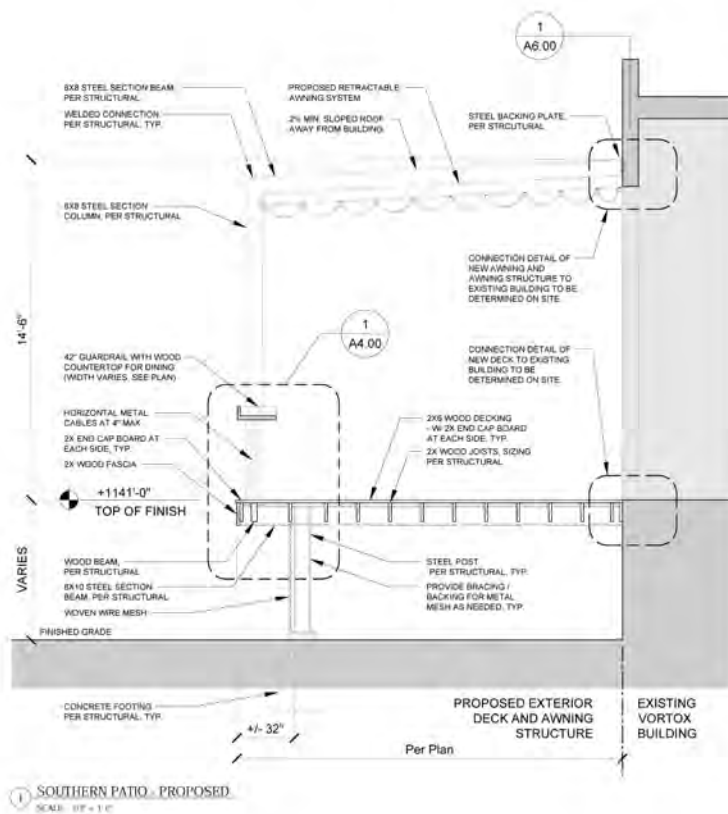 1
A6.00
6X8 STEEL SECTION BEAM
PER STRUCTURAL
WELDED CONNECTION
PER STRUCTURAL, TYP.
PROPOSED RETRACTABLE
AWNING SYSTEM
2% MIN. SLOPED ROOF
AWAY FROM BUILDING
STEEL BACKING PLATE,
PER STRCUTURAL
6X8 STEEL SECTION
COLUMN, PER STRUCTURAL
CONNECTION DETAIL OF
NEW AWNING AND
AWNING STRUCTURE TO
EXISTING BUILDING TO BE
DETERMINED ON SITE.
14'-6"
1
A4.00
42" GUARDRAIL WITH WOOD
COUNTERTOP FOR DINING
(WIDTH VARIES, SEE PLAN)
CONNECTION DETAIL OF
NEW DECK TO EXISTING
BUILDING TO BE
DETERMINED ON SITE.
HORIZONTAL METAL
CABLES AT 4" MAX
2X END CAP BOARD AT
EACH SIDE, TYP.
2X WOOD FASCIA
2X6 WOOD DECKING
- W/ 2X END CAP BOARD
AT EACH SIDE, TYP.
2X WOOD JOISTS, SIZING
PER STRUCTURAL
+1141'-0"
TOP OF FINISH
VARIES
WOOD BEAM,
PER STRUCTURAL
6X10 STEEL SECTION
BEAM, PER STRUCTURAL
WOVEN WIRE MESH
STEEL POST
PER STRUCTURAL, TYP.
PROVIDE BRACING /
BACKING FOR METAL
MESH AS NEEDED, TYP.
FINISHED GRADE
CONCRETE FOOTING
PER STRUCTURAL, TYP.
+/- 32"
Per Plan
PROPOSED EXTERIOR
DECK AND AWNING
STRUCTURE
EXISTING
VORTOX
BUILDING
1 SOUTHERN PATIO - PROPOSED
SCALE: